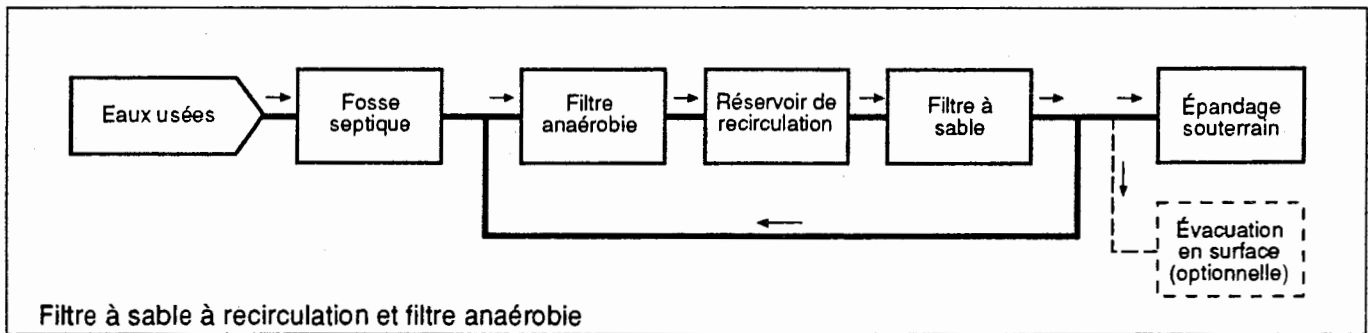 Eaux usées
Fosse
septique
Filtre
anaérobie
Réservoir de
recirculation
Filtre à
sable
Épandage
souterrain
Évacuation
en surface
(optionnelle)
Filtre à sable à recirculation et filtre anaérobie